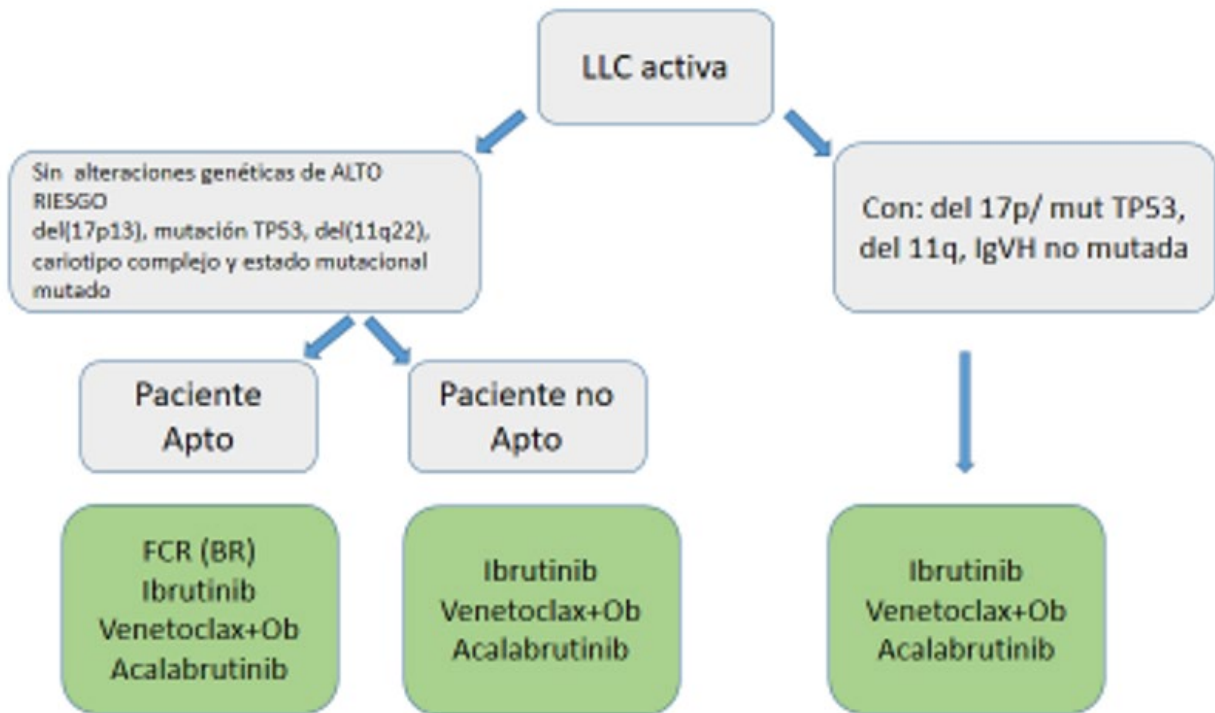 LLC activa
Sin alteraciones genéticas de ALTO
RIESGO
del(17p13), mutación TP53, del(11q22),
cariotipo complejo y estado mutacional
mutado
Con: del 17p/ mut TP53,
del 11q, IgVH no mutada
Paciente
Apto
Paciente no
Apto
FCR (BR)
Ibrutinib
Venetoclax+Ob
Acalabrutinib
Ibrutinib
Venetoclax+Ob
Acalabrutinib
Ibrutinib
Venetoclax+Ob
Acalabrutinib